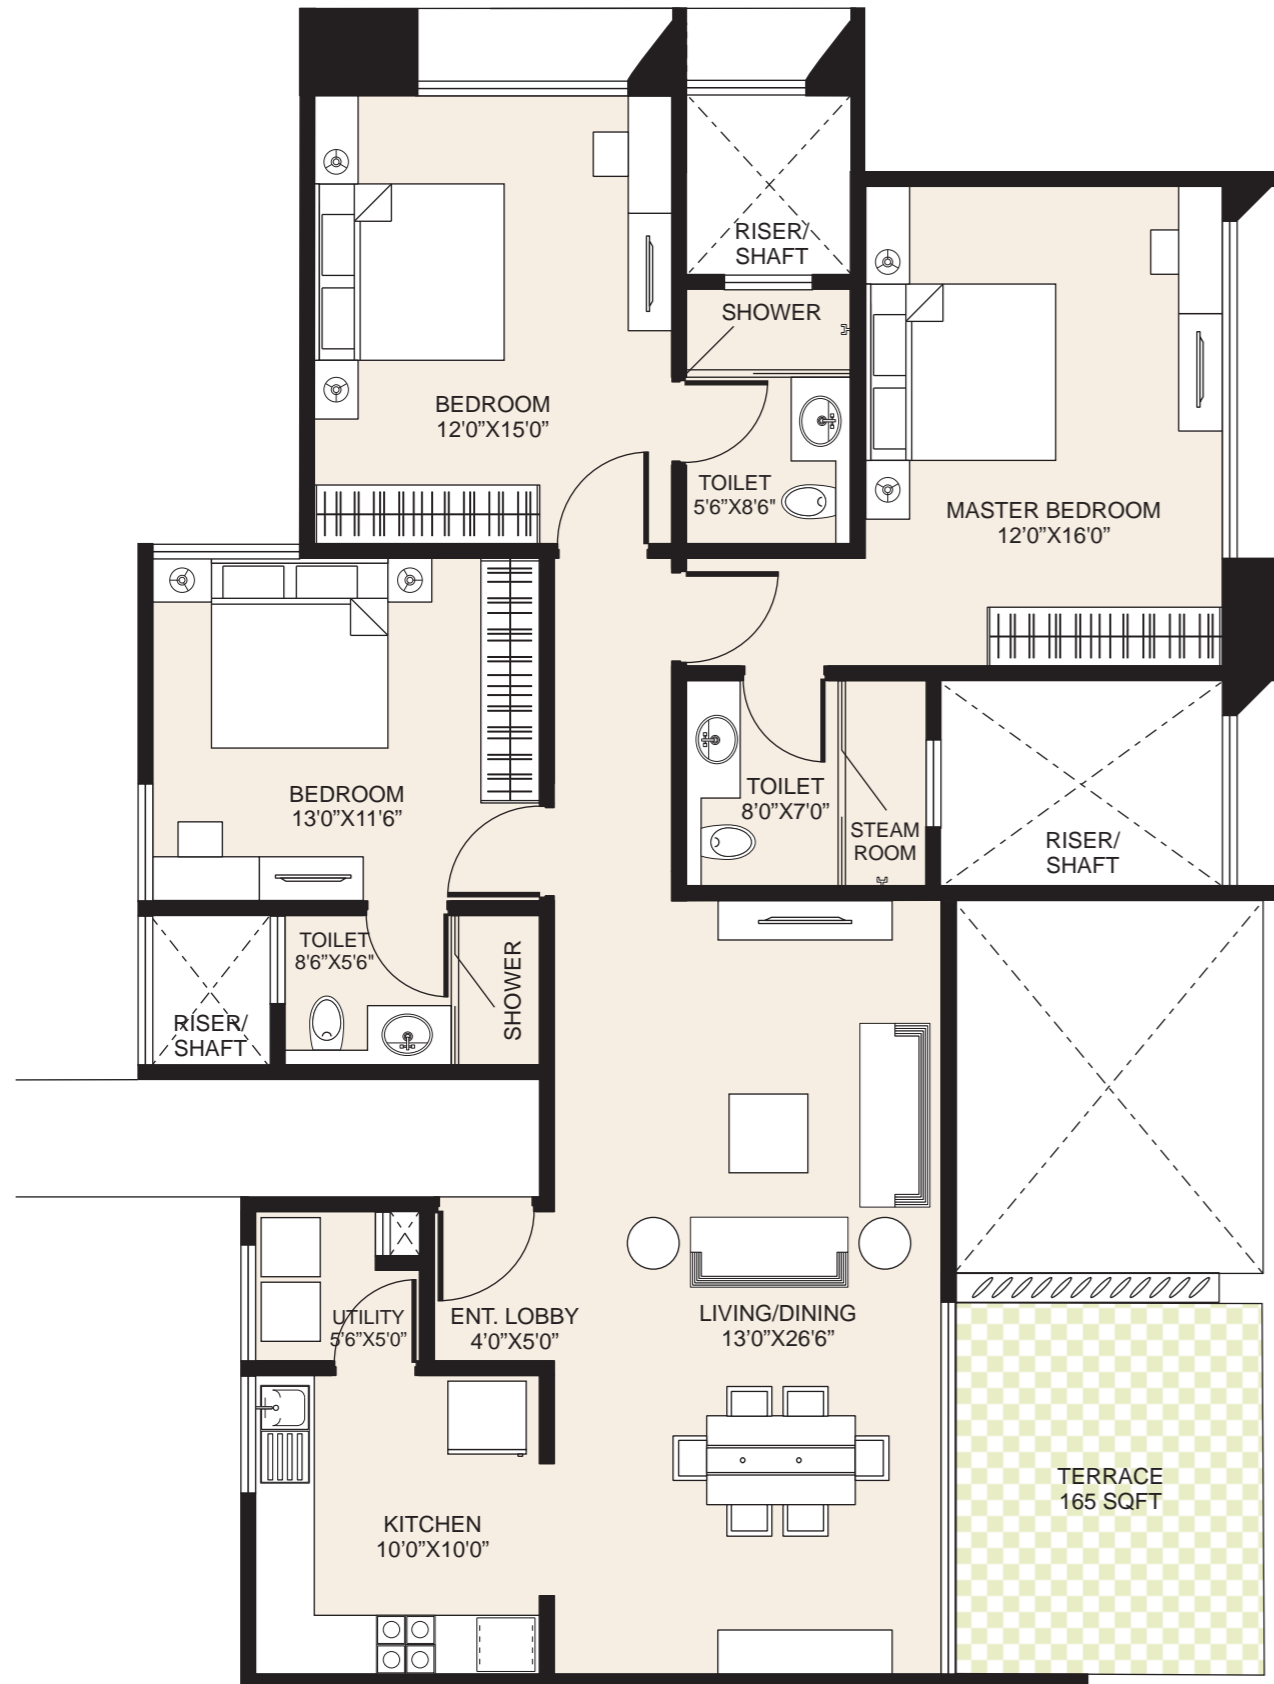 RISER/
SHAFT
SHOWER
BEDROOM
12'0”X15'0”
TOILET
5'6”X8'6"
MASTER BEDROOM
12'0”X16'0”
BEDROOM
13'0”X11'6”
TOILET
8'0”X7'0”
STEAM
ROOM
RISER/
SHAFT
TOILET
8'6”X5'6"
SHOWER
RISER/
SHAFT
UTILITY
5'6”X5'0”
ENT. LOBBY
4'0”X5'0”
LIVING/DINING
13'0”X26'6”
TERRACE
165 SQFT
KITCHEN
10'0”X10'0”